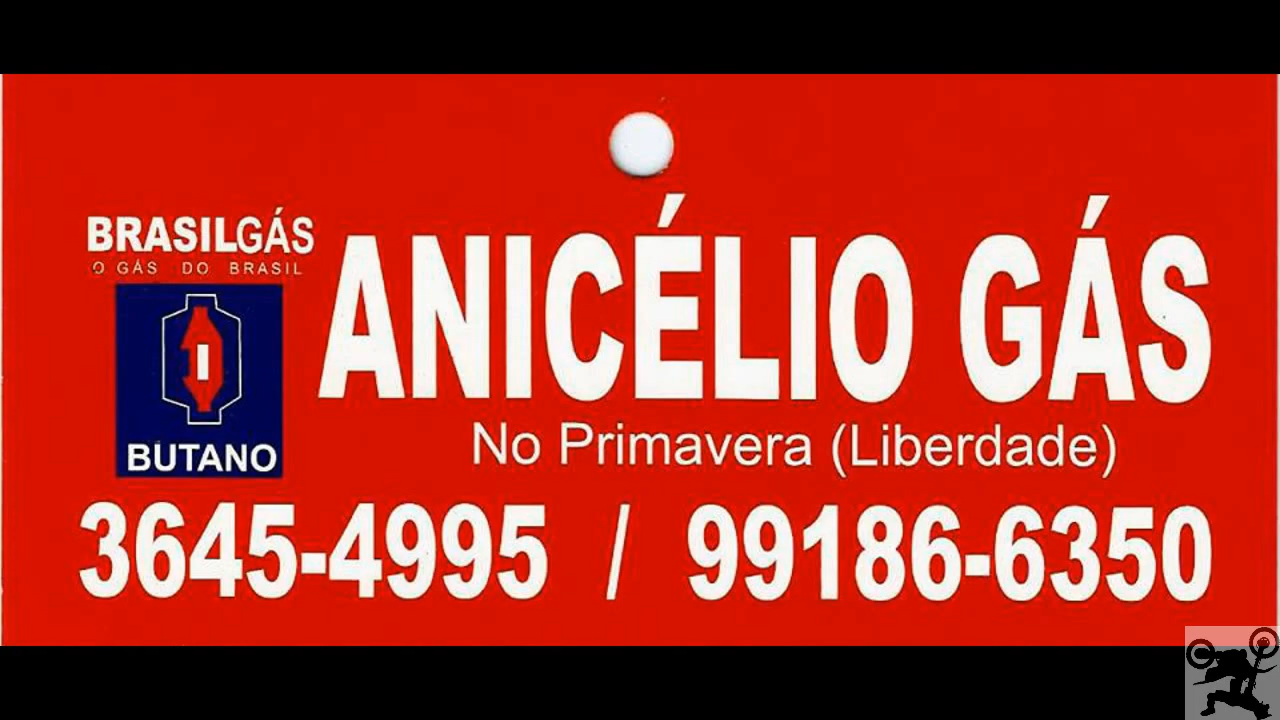 BRASILGÁS
O GÁS DO BRASIL
BUTANO
ANICÉLIO GÁS
No Primavera (Liberdade)
3645-4995 / 99186-6350